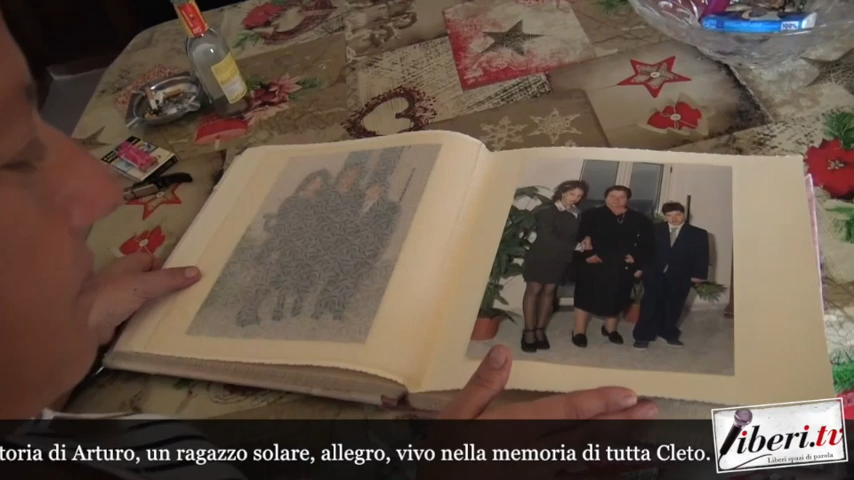 toria di Arturo, un ragazzo solare, allegro, vivo nella memoria di tutta Cleto.
Liberi.tv
Liberi spazi di parola